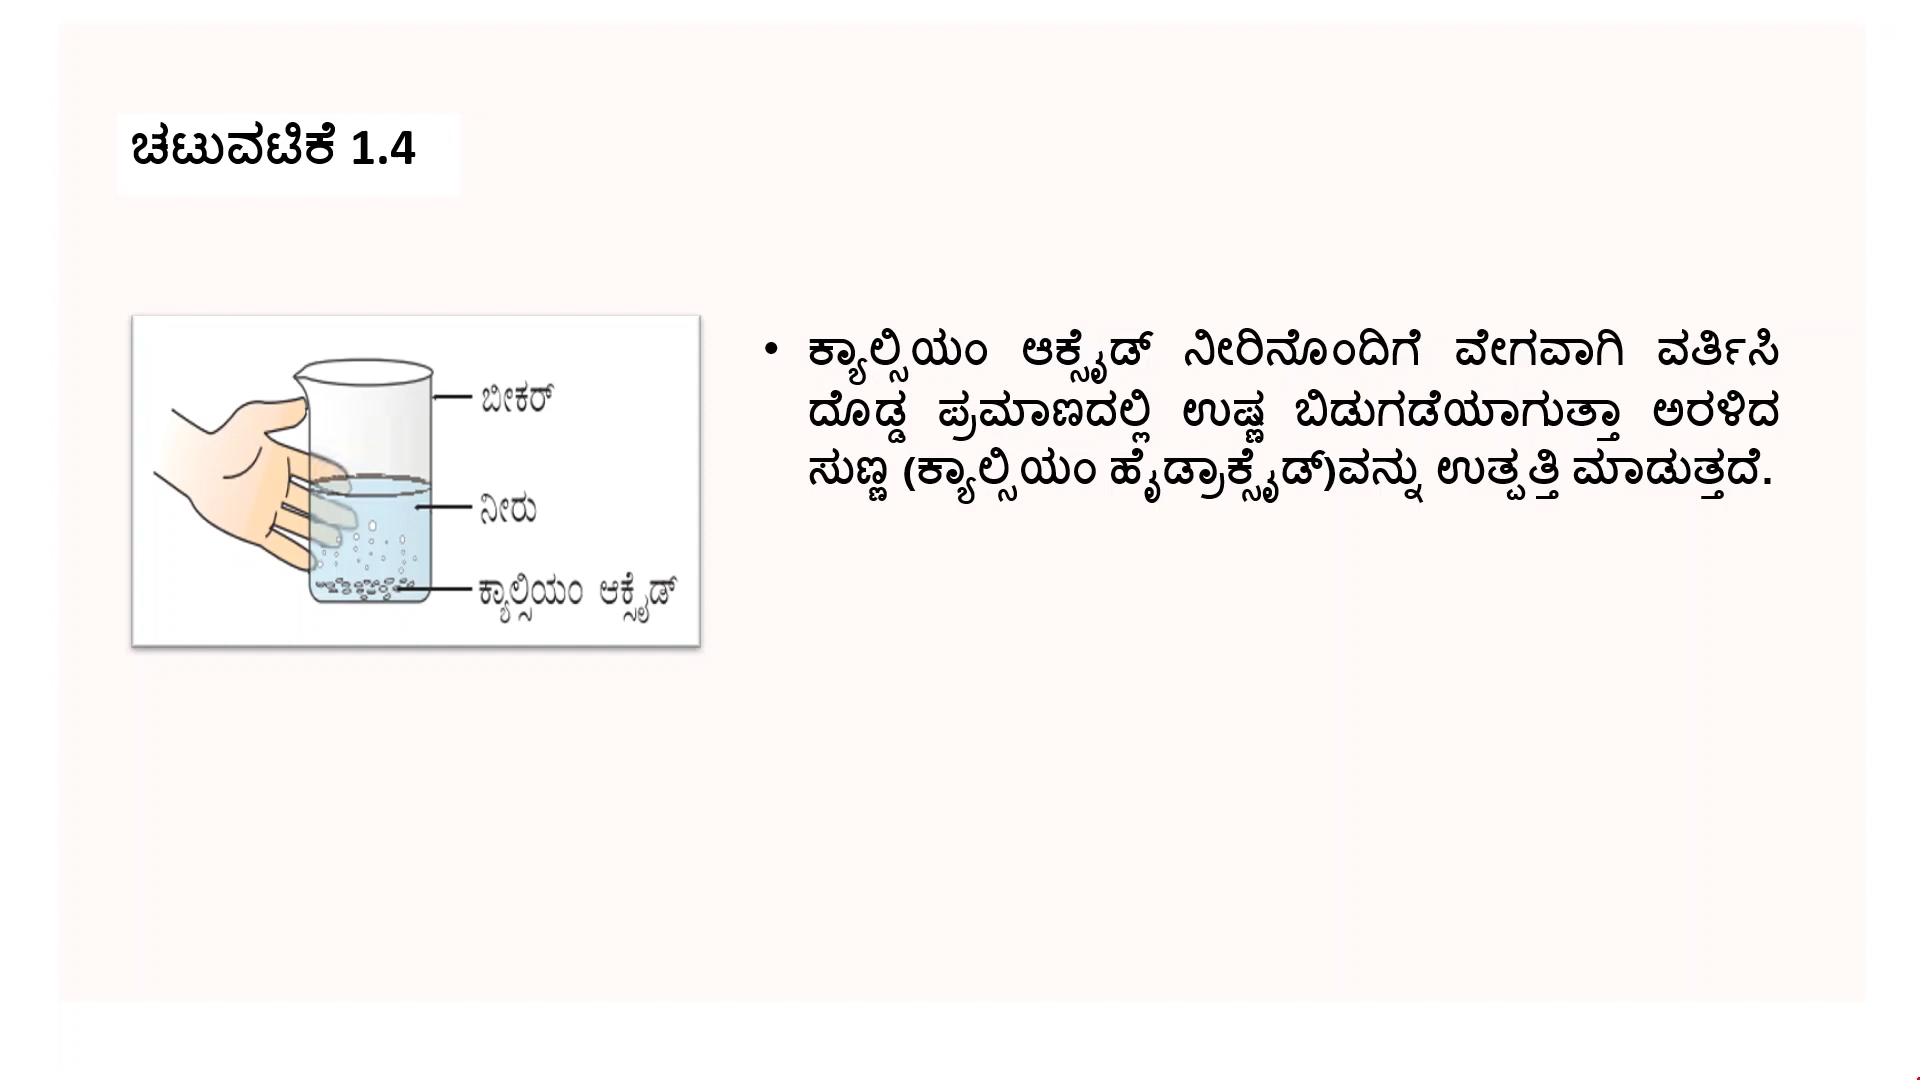 ಚಟುವಟಿಕೆ 1.4
ಬೀಕರ್
ನೀರು
ಕ್ಯಾಲ್ಸಿಯಂ ಆಕ್ಸೈಡ್
• ಕ್ಯಾಲ್ಸಿಯಂ ಆಕ್ಸೈಡ್ ನೀರಿನೊಂದಿಗೆ ವೇಗವಾಗಿ ವರ್ತಿಸಿ
ದೊಡ್ಡ ಪ್ರಮಾಣದಲ್ಲಿ ಉಷ್ಣ ಬಿಡುಗಡೆಯಾಗುತ್ತಾ ಅರಳಿದ
ಸುಣ್ಣ (ಕ್ಯಾಲ್ಸಿಯಂ ಹೈಡ್ರಾಕ್ಸೈಡ್)ವನ್ನು ಉತ್ಪತ್ತಿ ಮಾಡುತ್ತದೆ.